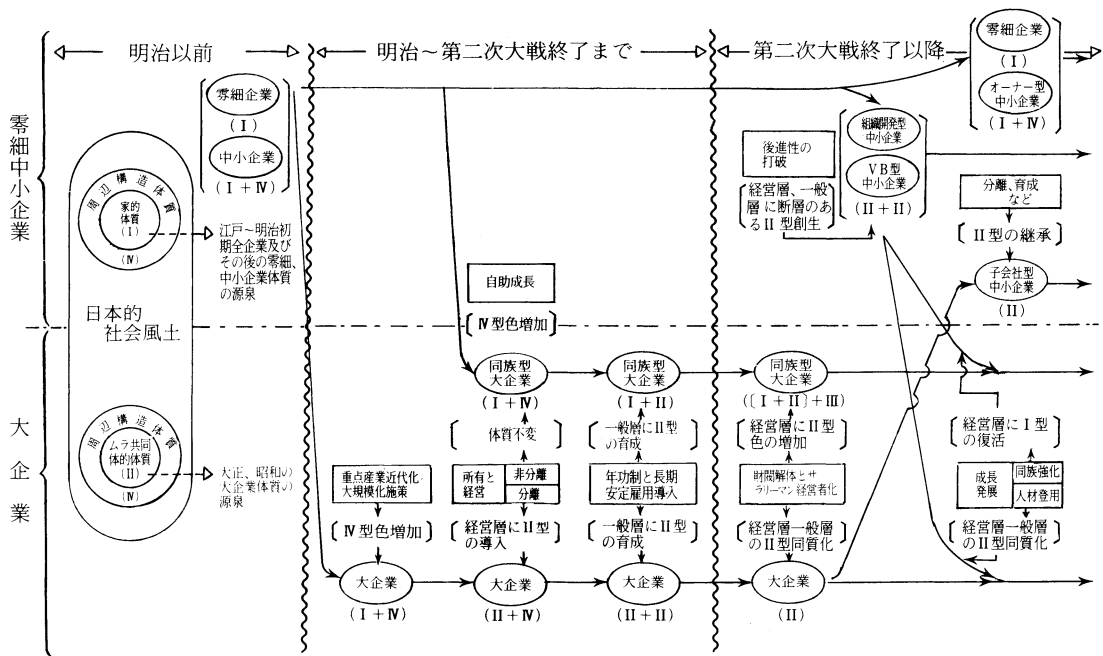 明治以前
明治～第二次大戦終了まで
第二次大戦終了以降
零細中小企業
大企業
零細企業
(I)
中小企業
(I+IV)
周辺構造体質
家的
体質
(I)
(IV)
江戸～明治初
期全企業及び
その後の零細、
中小企業体質
の源泉
日本的
社会風土
周辺構造体質
ムラ共同
体的体質
(II)
(IV)
大正、昭和の
大企業体質の
源泉
自助成長
[IV型色増加]
同族型
大企業
(I+IV)
同族型
大企業
(I+II)
同族型
大企業
([I+II]+III)
[体質不変]
[一般層にII型
の育成]
[経営層にII型
色の増加]
重点産業近代化・
大規模化施策
所有と
経営
非分離
分離
年功制と長期
安定雇用導入
財閥解体とサ
ラリーマン経営者化
[IV型色増加]
[経営層にII型
の導入]
[一般層にII型
の育成]
[経営層一般層
のII型同質化]
大企業
(I+IV)
大企業
(II+IV)
大企業
(II+II)
大企業
(II)
後進性の
打破
[経営層、一般
層に断層のあ
るII型創生]
組織開発型
中小企業
VB型
中小企業
(II+II)
零細企業
(I)
オーナー型
中小企業
(I+IV)
分離、育成
など
[II型の継承]
子会社型
中小企業
(II)
[経営層にI型
の復活]
成長
発展
同族強化
人材登用
[経営層一般層
のII型同質化]